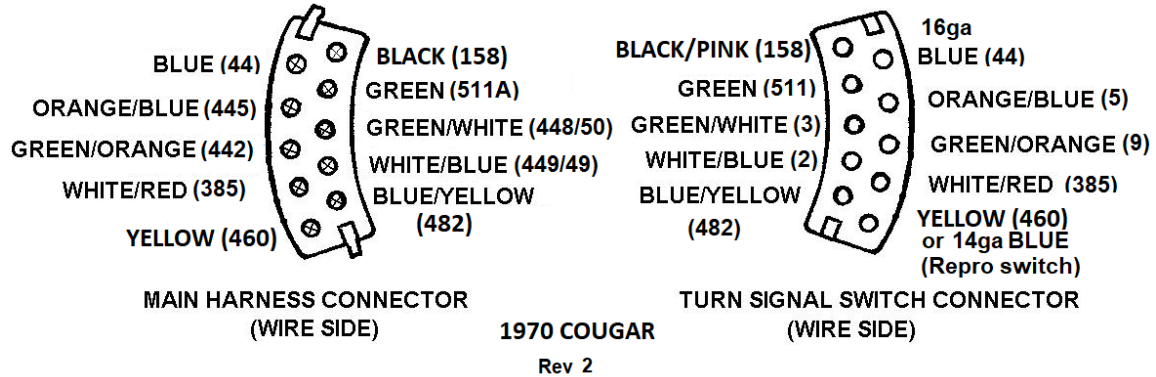 BLUE (44)
BLACK (158)
ORANGE/BLUE (445)
GREEN (511A)
GREEN/ORANGE (442)
GREEN/WHITE (448/50)
WHITE/RED (385)
WHITE/BLUE (449/49)
YELLOW (460)
BLUE/YELLOW
(482)
MAIN HARNESS CONNECTOR
(WIRE SIDE)
BLACK/PINK (158)
16ga
BLUE (44)
GREEN (511)
ORANGE/BLUE (5)
GREEN/WHITE (3)
GREEN/ORANGE (9)
WHITE/BLUE (2)
WHITE/RED (385)
BLUE/YELLOW
(482)
YELLOW (460)
or 14ga BLUE
(Repro switch)
TURN SIGNAL SWITCH CONNECTOR
(WIRE SIDE)
1970 COUGAR
Rev 2